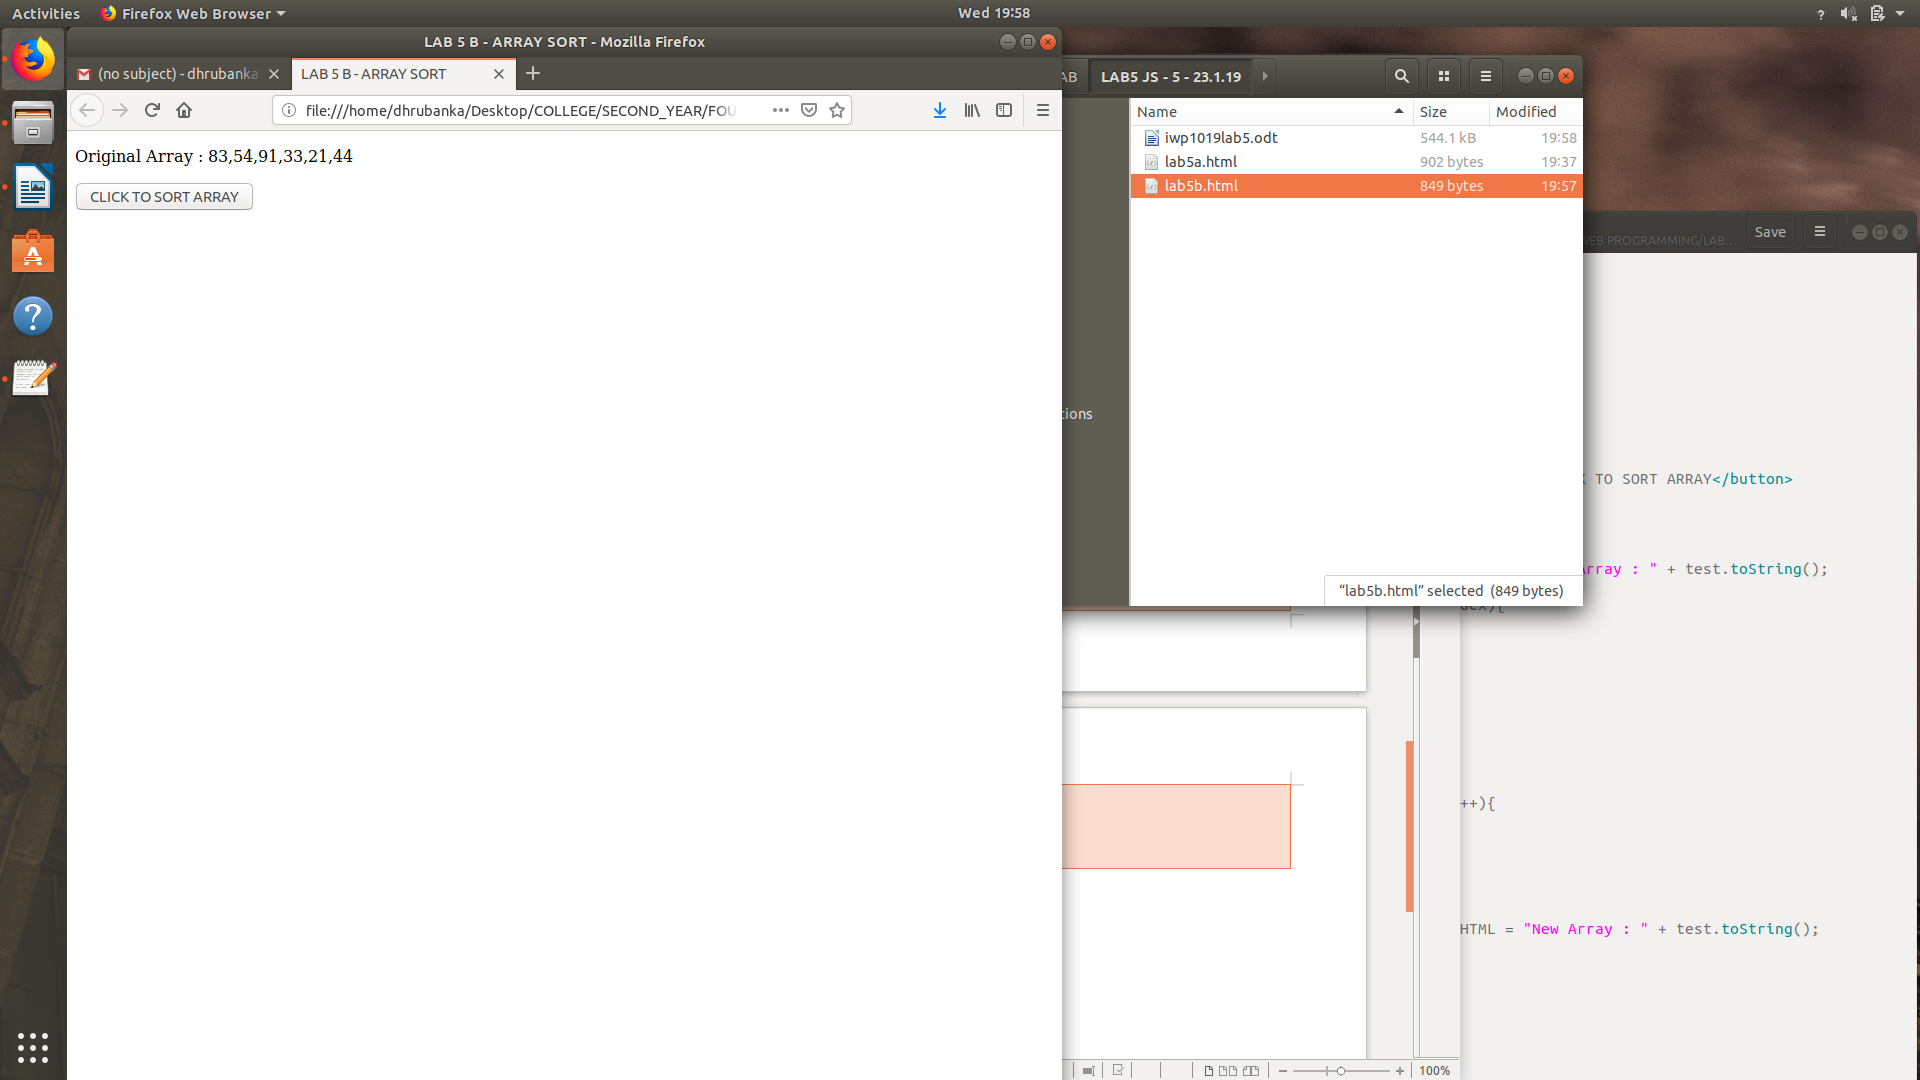 Activities
Firefox Web Browser
Wed 19:58
LAB 5 B - ARRAY SORT - Mozilla Firefox
(no subject) - dhrubanka
LAB 5 B - ARRAY SORT
file:///home/dhrubanka/Desktop/COLLEGE/SECOND_YEAR/FOU
Original Array : 83,54,91,33,21,44
CLICK TO SORT ARRAY
AB
LAB5 JS - 5 - 23.1.19
Name
Size
Modified
iwp1019lab5.odt
544.1 kB
19:58
lab5a.html
902 bytes
19:37
lab5b.html
849 bytes
19:57
tions
“lab5b.html” selected (849 bytes)
WEB PROGRAMMING/LAB...
Save
TO SORT ARRAY</button>
rray : " + test.toString();
++){
HTML = "New Array : " + test.toString();
100%